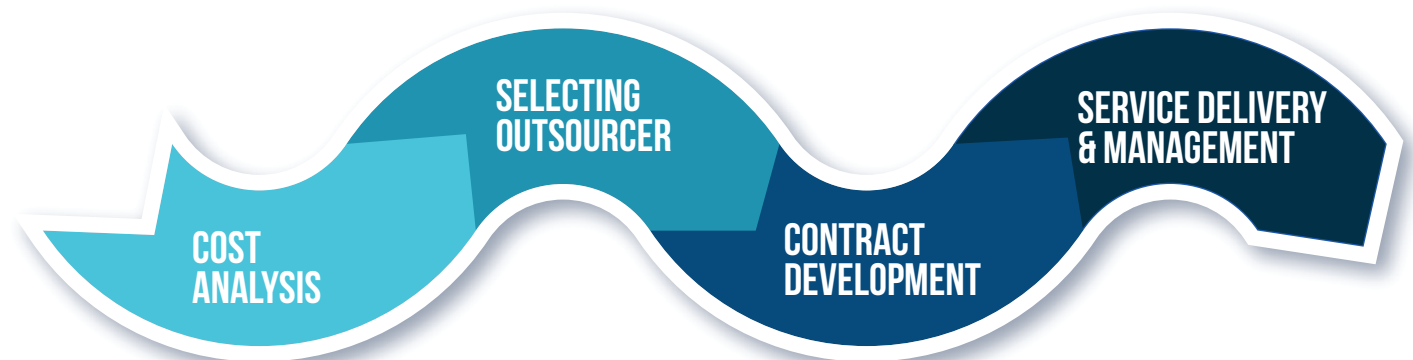 COST
ANALYSIS
SELECTING
OUTSOURCER
CONTRACT
DEVELOPMENT
SERVICE DELIVERY
& MANAGEMENT